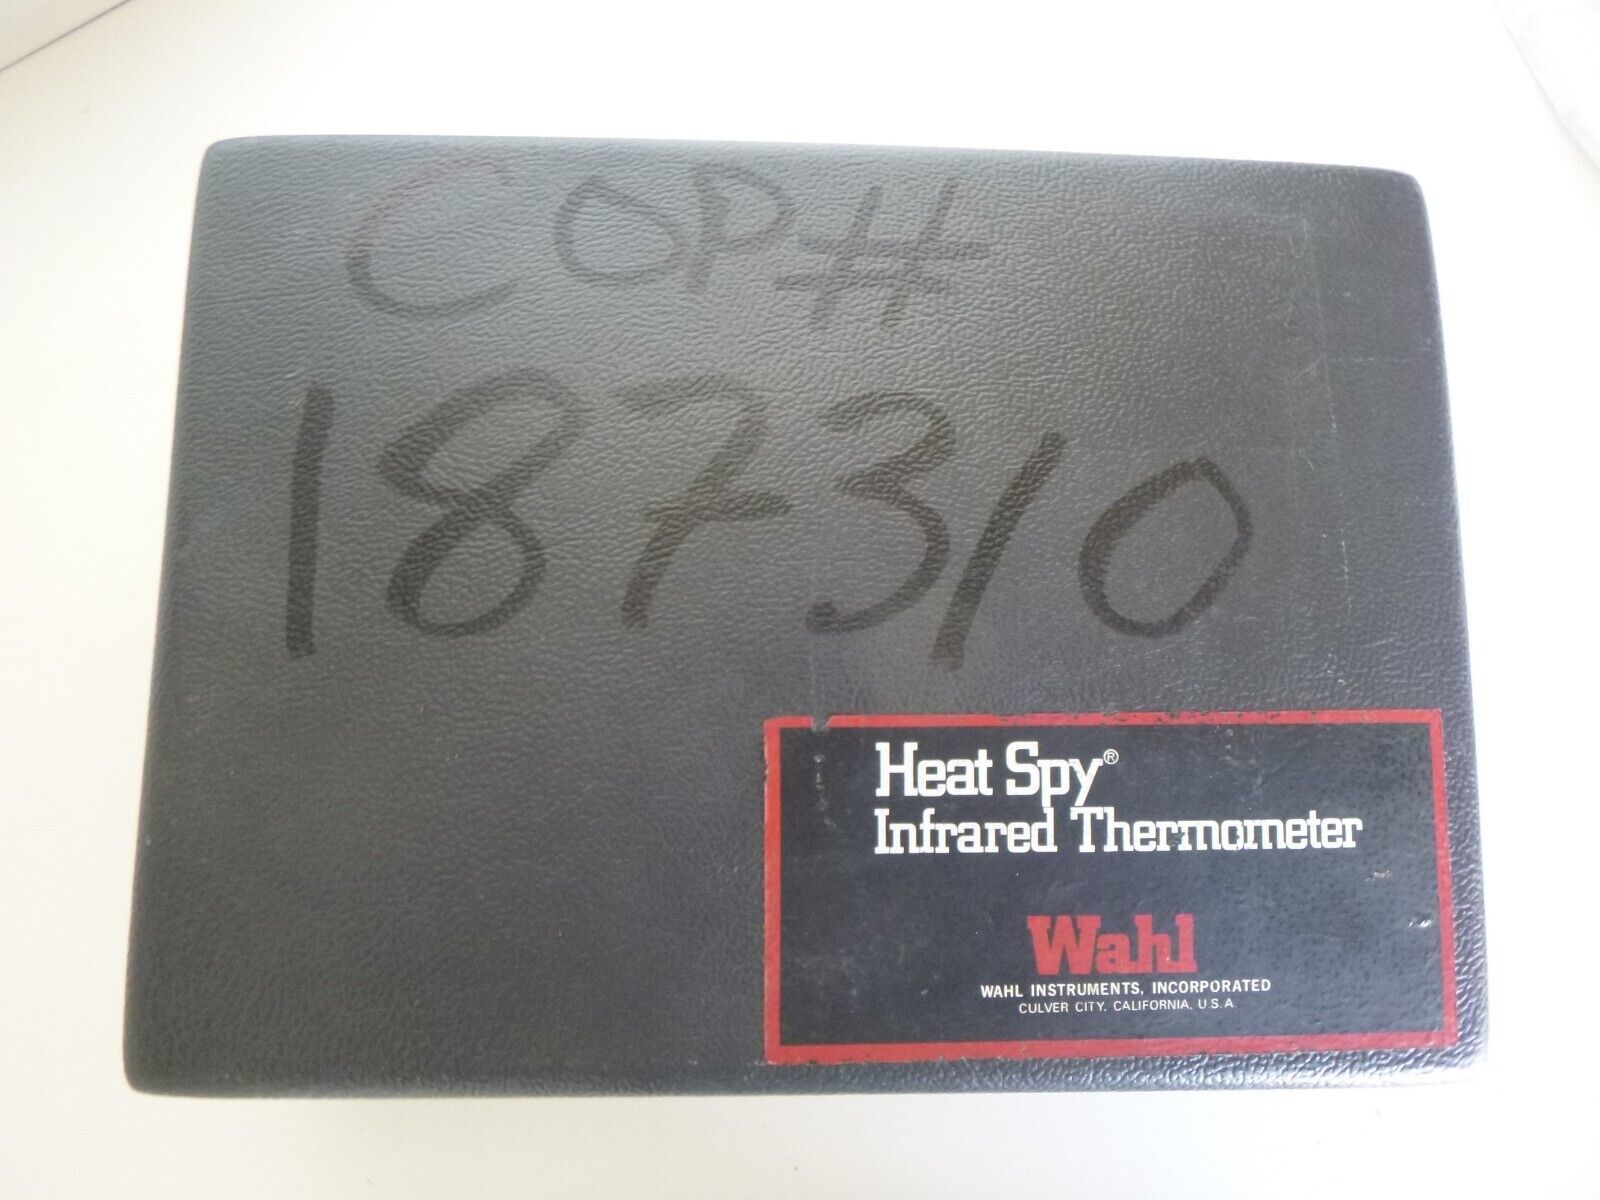 COP#
187310
Heat Spy®
Infrared Thermometer
Wahl
WAHL INSTRUMENTS, INCORPORATED
CULVER CITY, CALIFORNIA, U.S.A.